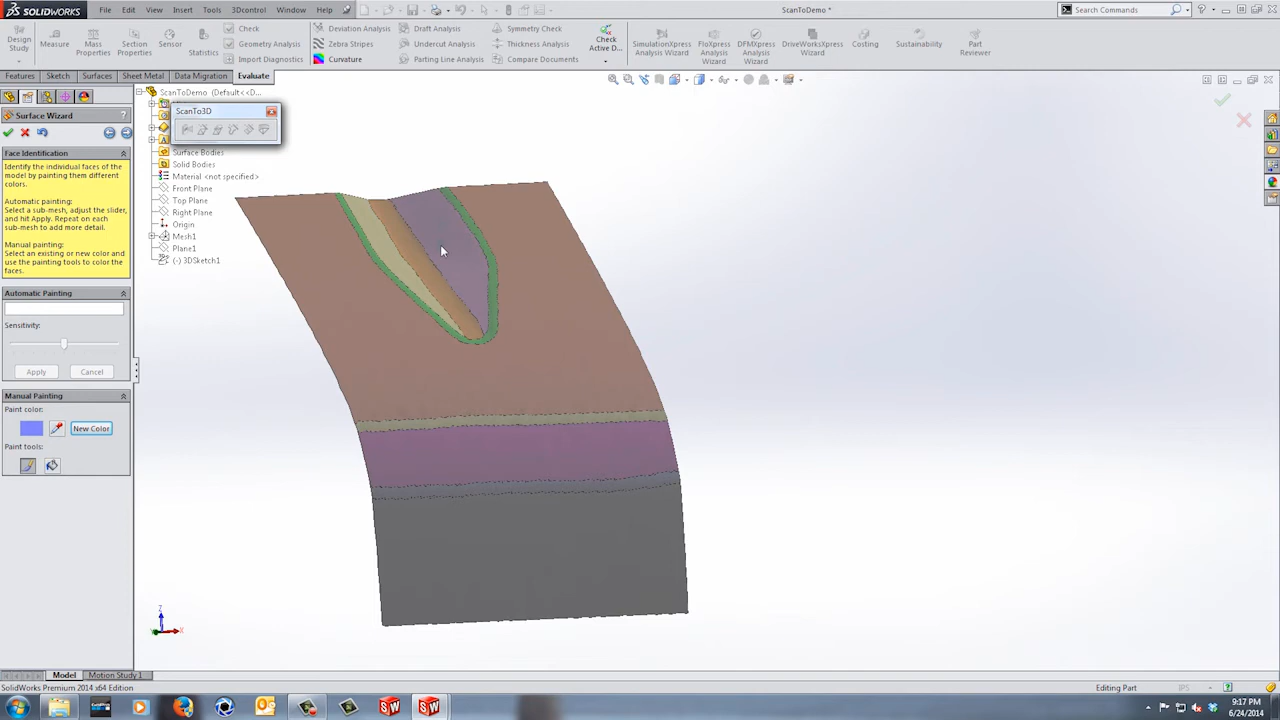 SOLIDWORKS
File Edit View Insert Tools 3Dcontrol Window Help
ScanToDemo *
Search Commands
Design Study
Measure
Mass Properties
Section Properties
Sensor
Statistics
Check
Geometry Analysis
Import Diagnostics
Deviation Analysis
Zebra Stripes
Curvature
Draft Analysis
Undercut Analysis
Parting Line Analysis
Symmetry Check
Thickness Analysis
Compare Documents
Check Active D...
SimulationXpress Analysis Wizard
FloXpress Analysis Wizard
DFMXpress Analysis Wizard
DriveWorksXpress Wizard
Costing
Sustainability
Part Reviewer
Features Sketch Surfaces Sheet Metal Data Migration Evaluate
ScanToDemo (Default<<D...
ScanTo3D
Surface Bodies
Solid Bodies
Material <not specified>
Front Plane
Top Plane
Right Plane
Origin
Mesh1
Plane1
(-) 3DSketch1
Surface Wizard
?
Face Identification
Identify the individual faces of the
model by painting them different
colors.
Automatic painting:
Select a sub-mesh, adjust the slider,
and hit Apply. Repeat on each
sub-mesh to add more detail.
Manual painting:
Select an existing or new color and
use the painting tools to color the
faces.
Automatic Painting
Sensitivity:
Apply Cancel
Manual Painting
Paint color:
New Color
Paint tools:
Z
X
Model Motion Study 1
SolidWorks Premium 2014 x64 Edition
Editing Part
IPS
9:17 PM
6/24/2014